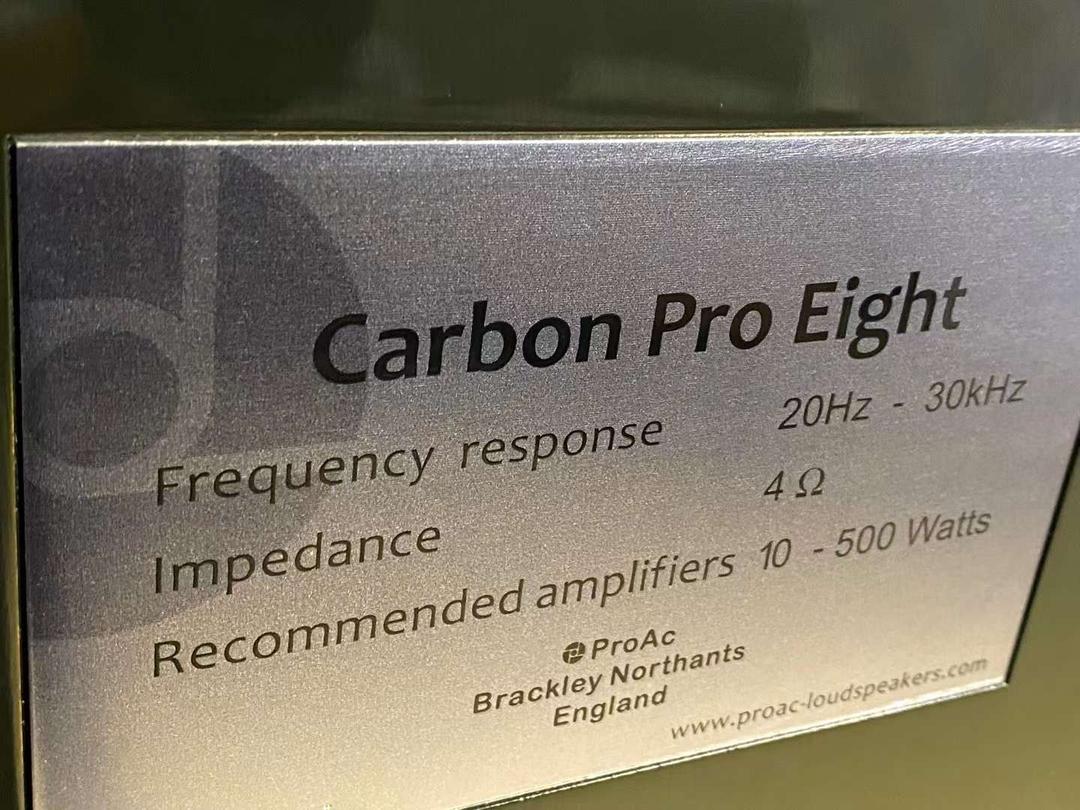 Carbon Pro Eight
Frequency response 20Hz - 30kHz
Impedance 4 Ω
Recommended amplifiers 10 - 500 Watts
ProAc
Brackley Northants
England
www.proac-loudspeakers.com